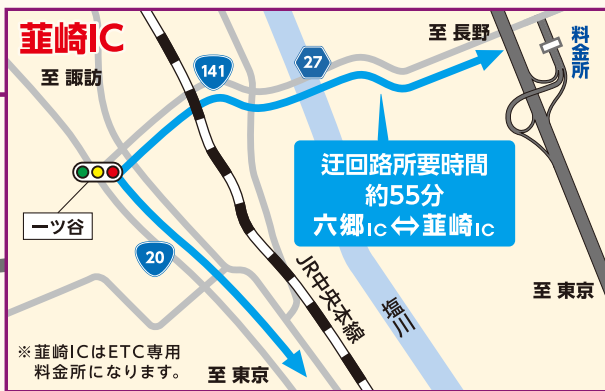 韮崎IC
至 諏訪
141
27
至 長野
料金所
迂回路所要時間
約55分
六郷IC⇔韮崎IC
一ツ谷
20
JR中央本線
塩川
至 東京
※韮崎ICはETC専用
料金所になります。
至 東京